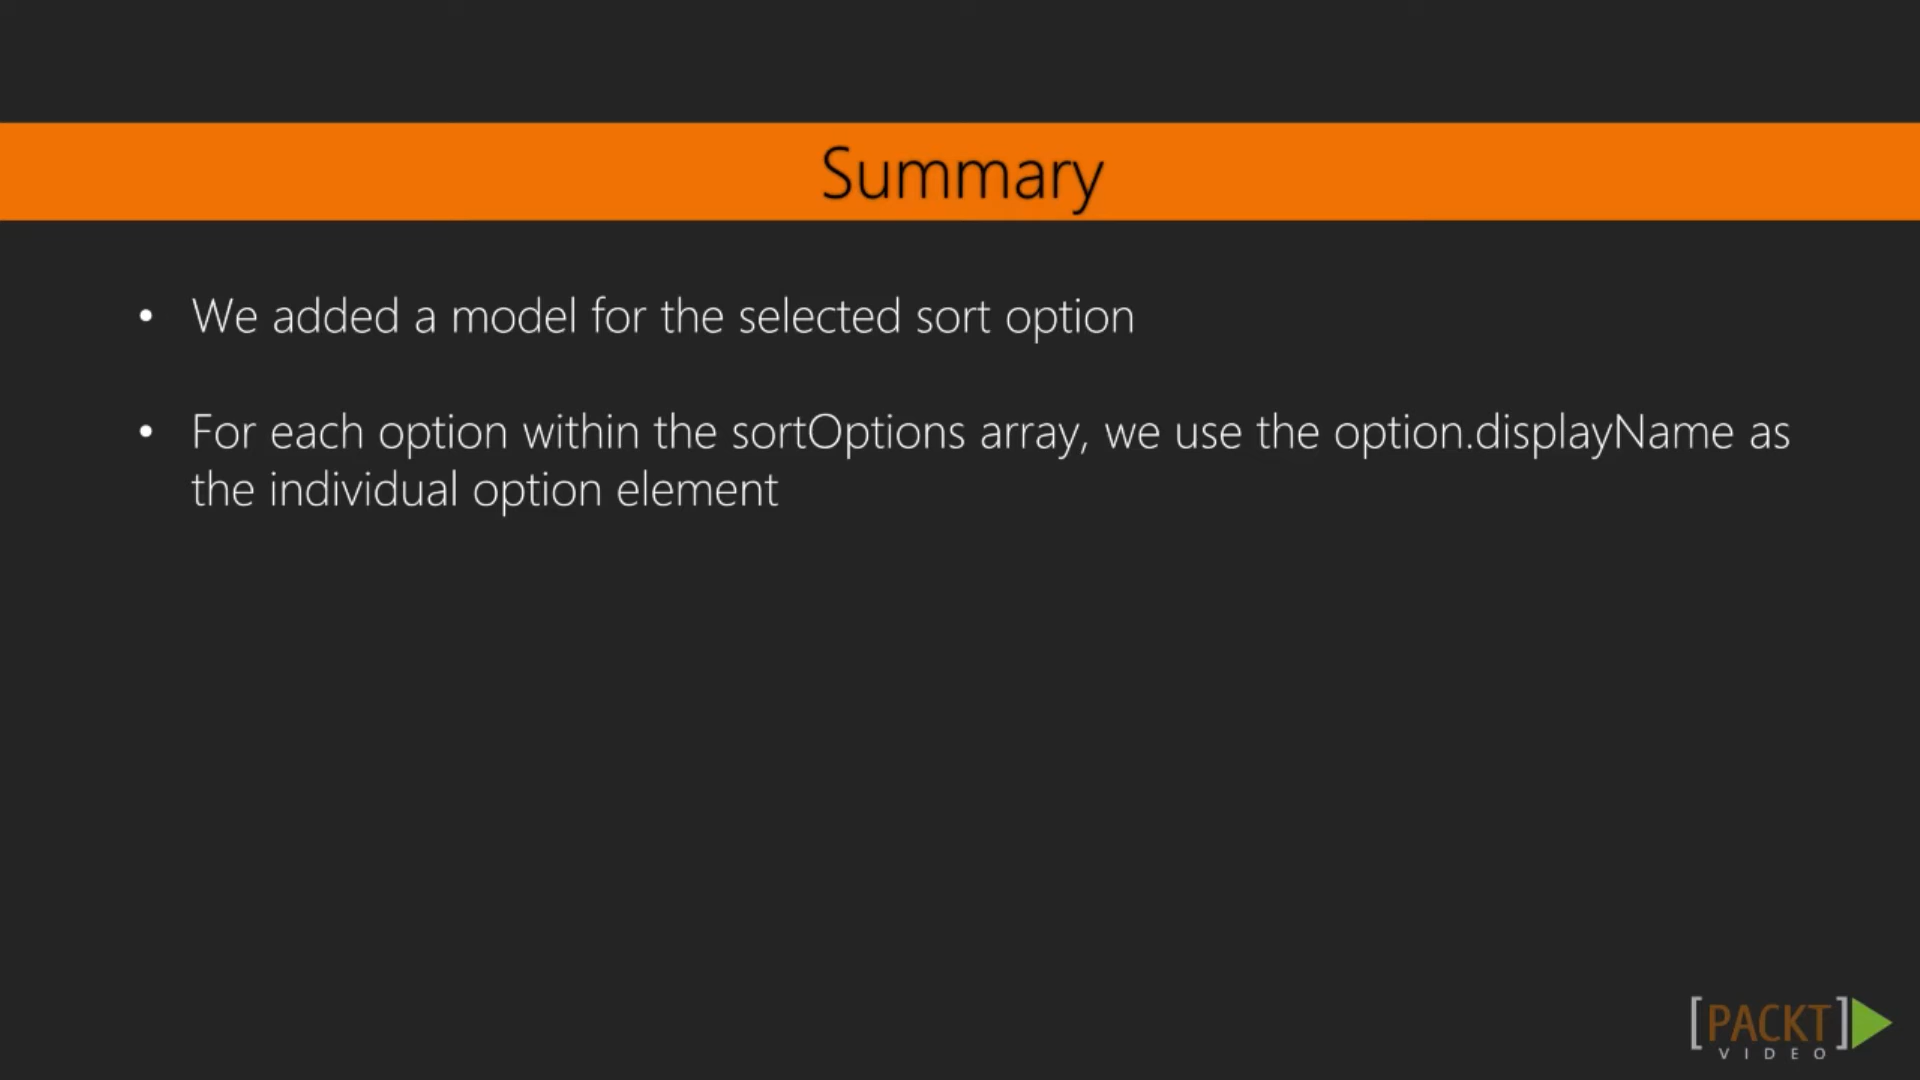 Summary
• We added a model for the selected sort option
• For each option within the sortOptions array, we use the option.displayName as
the individual option element
[PACKT]
VIDEO